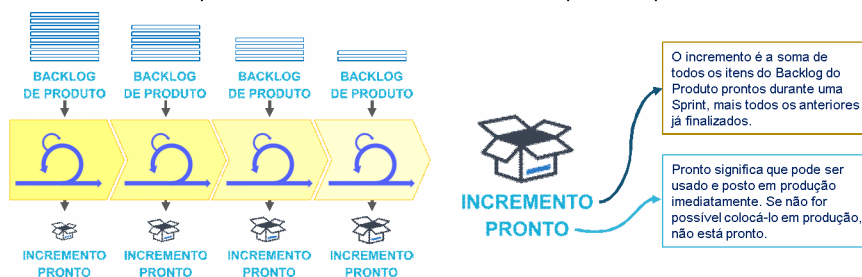 BACKLOG
DE PRODUTO
BACKLOG
DE PRODUTO
BACKLOG
DE PRODUTO
BACKLOG
DE PRODUTO
INCREMENTO
PRONTO
INCREMENTO
PRONTO
INCREMENTO
PRONTO
INCREMENTO
PRONTO
INCREMENTO
PRONTO
O incremento é a soma de
todos os itens do Backlog do
Produto prontos durante uma
Sprint, mais todos os anteriores
já finalizados.
Pronto significa que pode ser
usado e posto em produção
imediatamente. Se não for
possível colocá-lo em produção,
não está pronto.